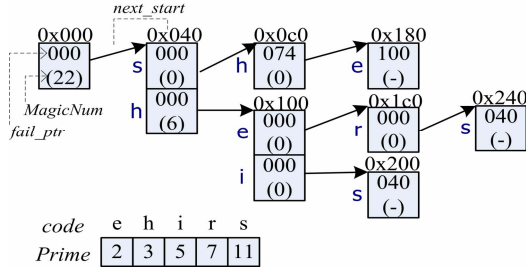 next_start
0x000 0x040 0x0c0 0x180
000 s 000 h 074 e 100
(22) (0) (0) (-)
MagicNum h 000 0x100 0x1c0 0x240
fail_ptr (6) e 000 r 000 s 040
(0) (0) (-)
i 000 0x200
(0) s 040
(-)
code e h i r s
Prime 2 3 5 7 11